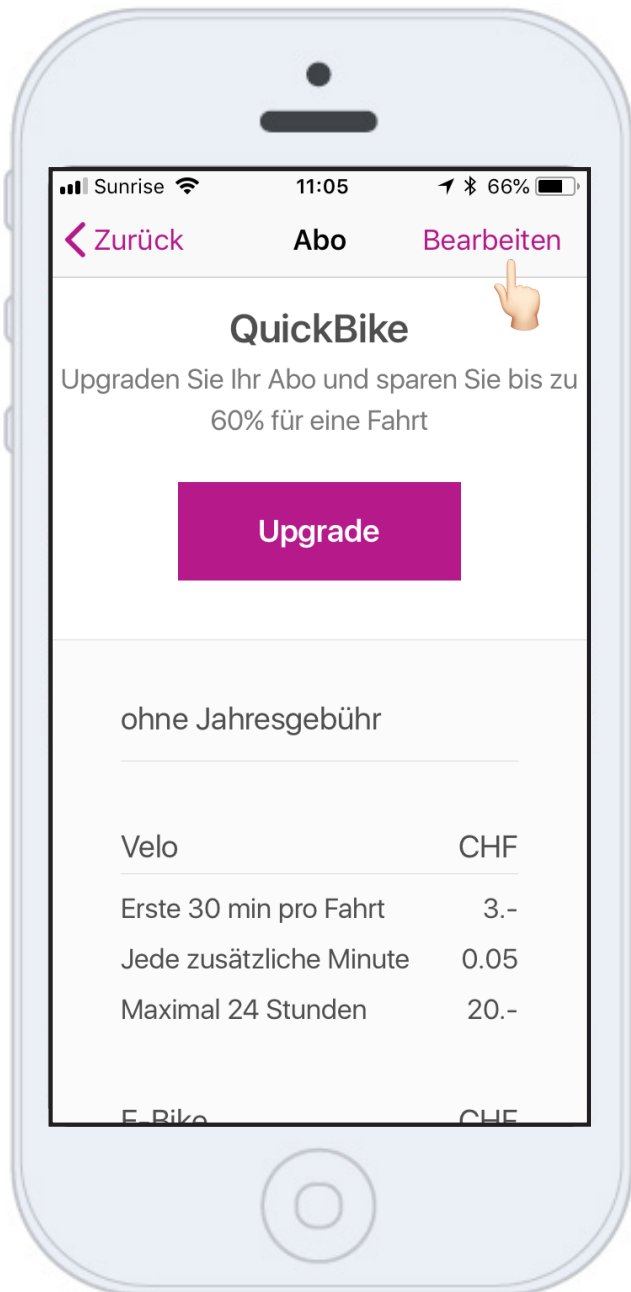 Sunrise 11:05 66%
Zurück Abo Bearbeiten
QuickBike
Upgraden Sie Ihr Abo und sparen Sie bis zu
60% für eine Fahrt
Upgrade
ohne Jahresgebühr
Velo CHF
Erste 30 min pro Fahrt 3.-
Jede zusätzliche Minute 0.05
Maximal 24 Stunden 20.-
E-Bike CHF